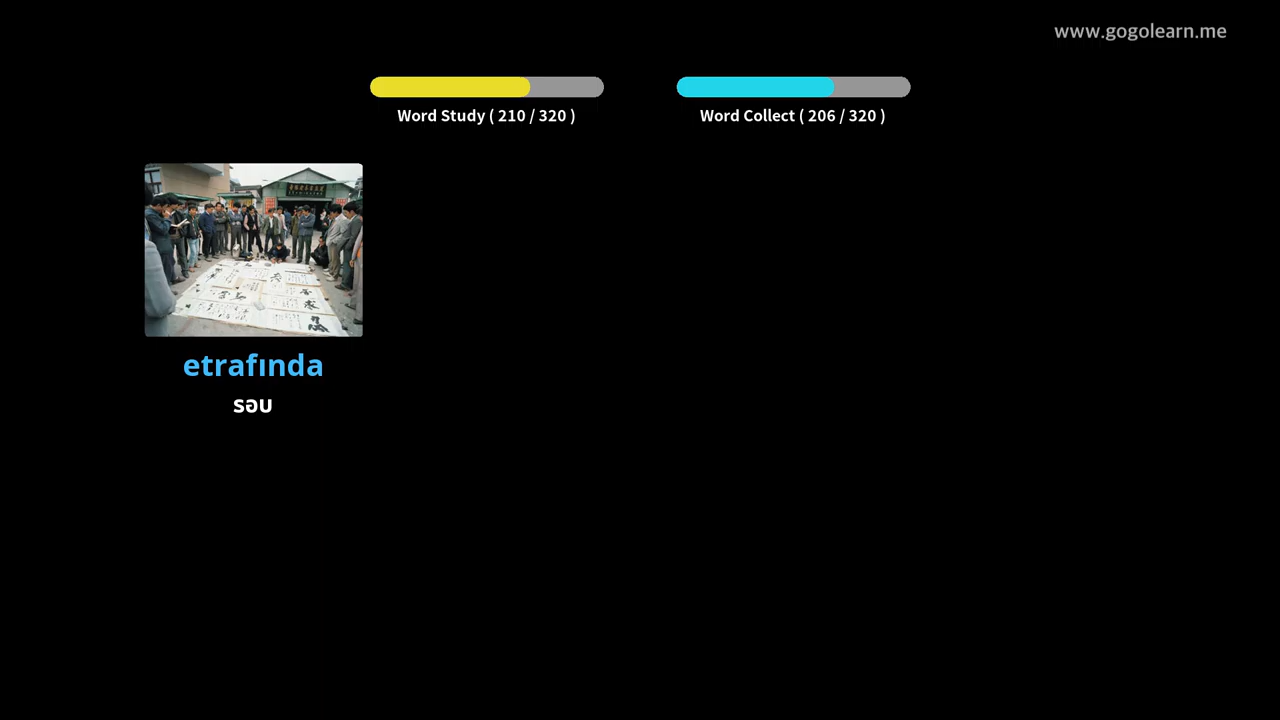 www.gogolearn.me
Word Study ( 210 / 320 )
Word Collect ( 206 / 320 )
etrafında
รอบ